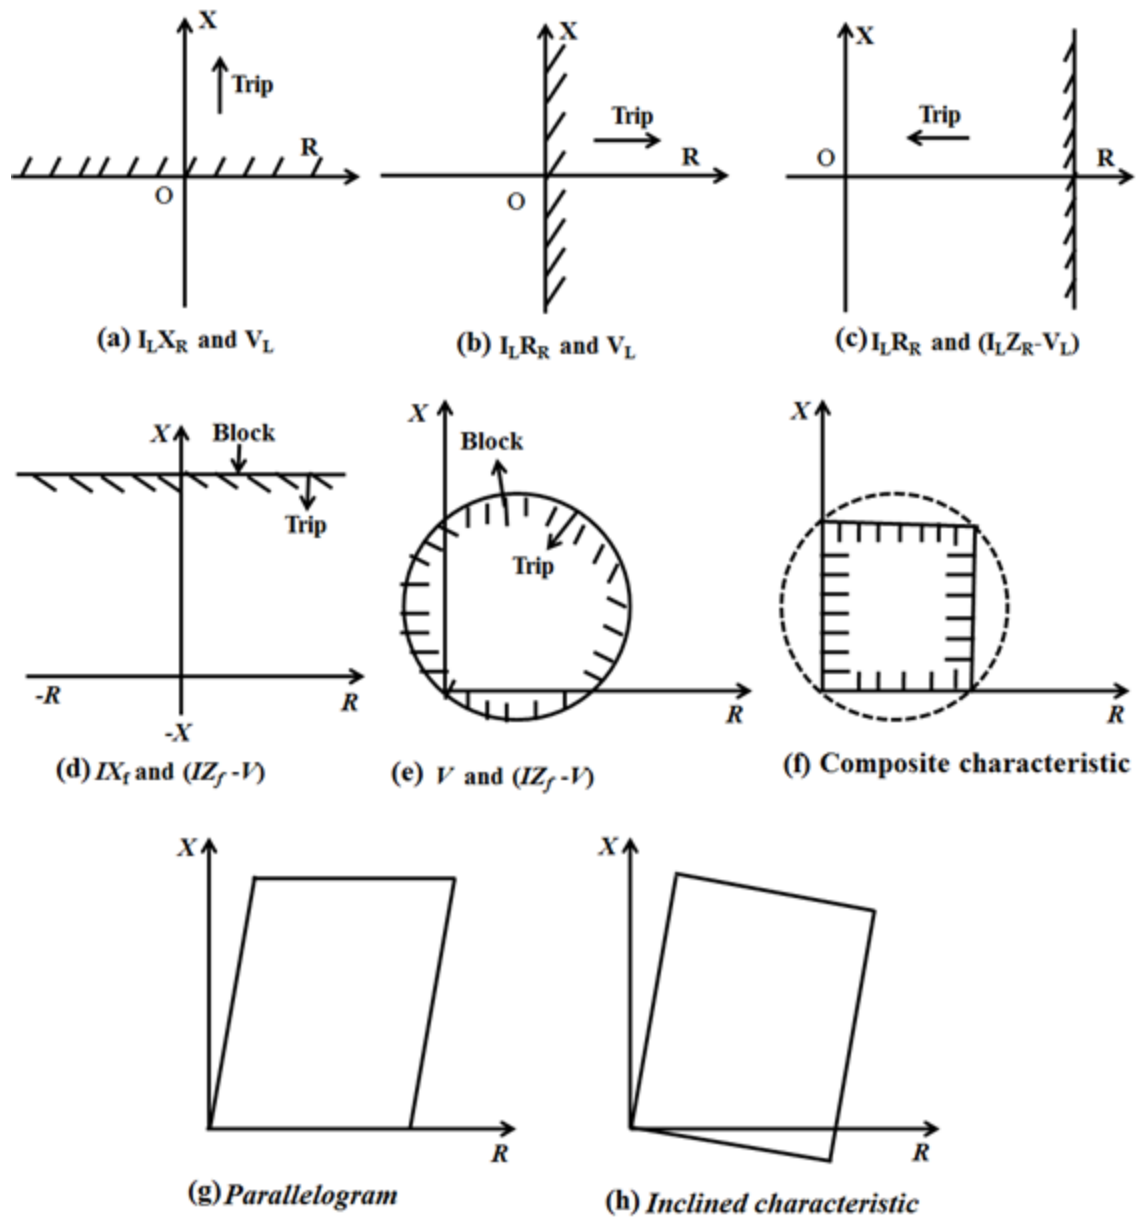 X
Trip
R
O
(a) ILXR and VL
X
Trip
R
O
(b) ILRR and VL
X
Trip
O
R
(c) ILRR and (ILZR-VL)
X
Block
Trip
-R
R
-X
(d) IXf and (IZf -V)
X
Block
Trip
R
(e) V and (IZf -V)
X
R
(f) Composite characteristic
X
R
(g) Parallelogram
X
R
(h) Inclined characteristic